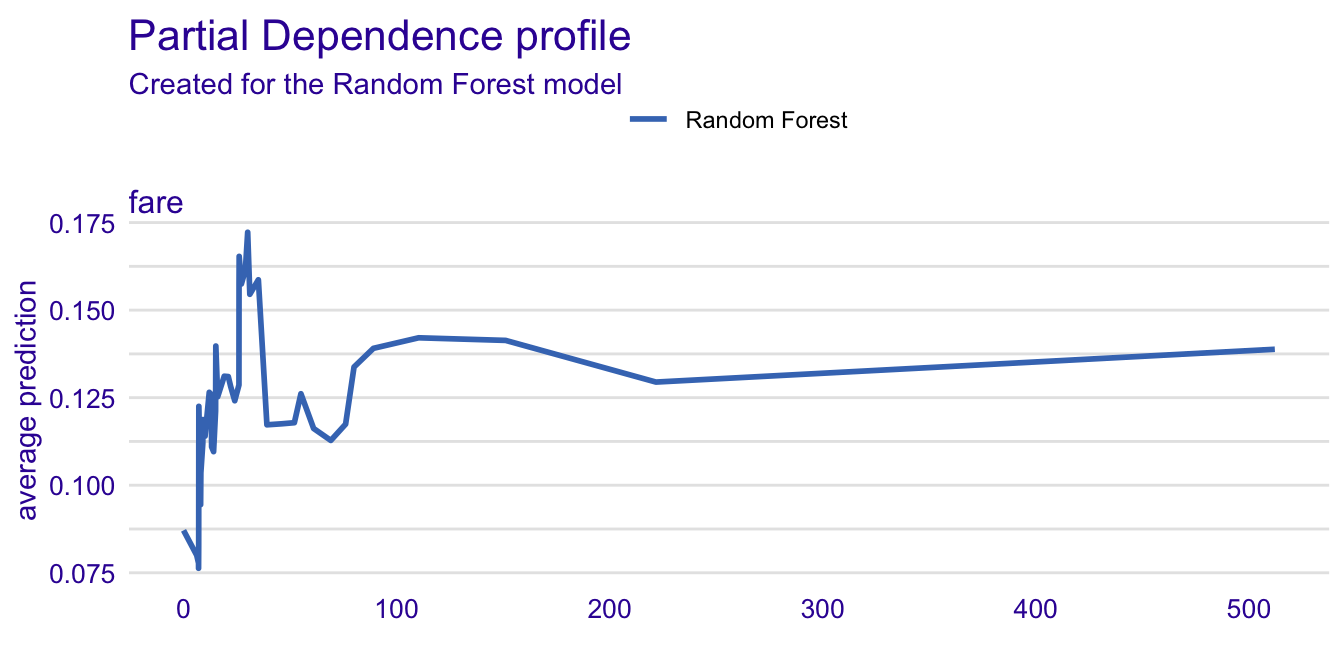 Partial Dependence profile
Created for the Random Forest model
Random Forest
fare
0.175
0.150
0.125
0.100
0.075
average prediction
0 100 200 300 400 500